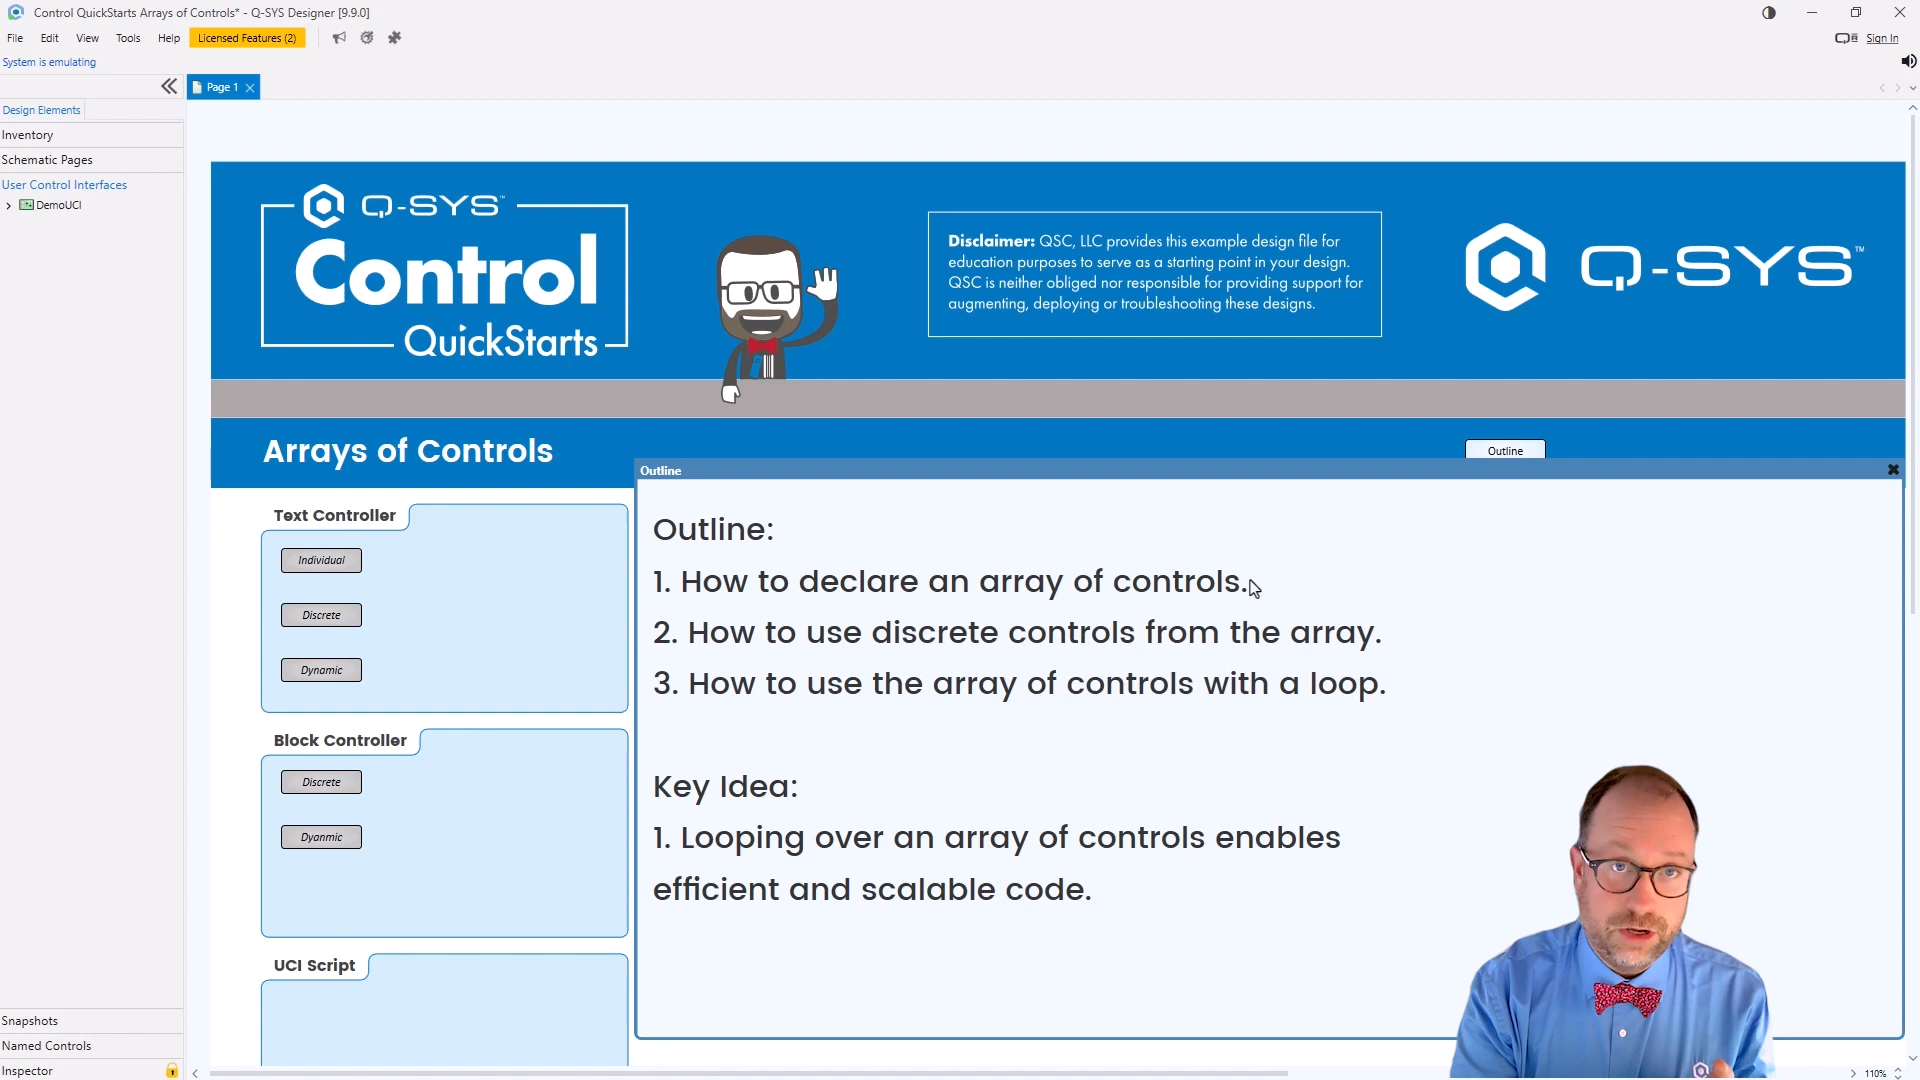 Control QuickStarts Arrays of Controls* - Q-SYS Designer [9.9.0]
File Edit View Tools Help Licensed Features (2)
Sign In
System is emulating
Page 1
Design Elements
Inventory
Schematic Pages
User Control Interfaces
DemoUCI
Q-SYS™
Control
QuickStarts
Disclaimer: QSC, LLC provides this example design file for
education purposes to serve as a starting point in your design.
QSC is neither obliged nor responsible for providing support for
augmenting, deploying or troubleshooting these designs.
Q-SYS™
Arrays of Controls
Outline
Outline
Text Controller
Individual
Discrete
Dynamic
Block Controller
Discrete
Dyanmic
UCI Script
Outline:
1. How to declare an array of controls.
2. How to use discrete controls from the array.
3. How to use the array of controls with a loop.
Key Idea:
1. Looping over an array of controls enables
efficient and scalable code.
Snapshots
Named Controls
Inspector
110%